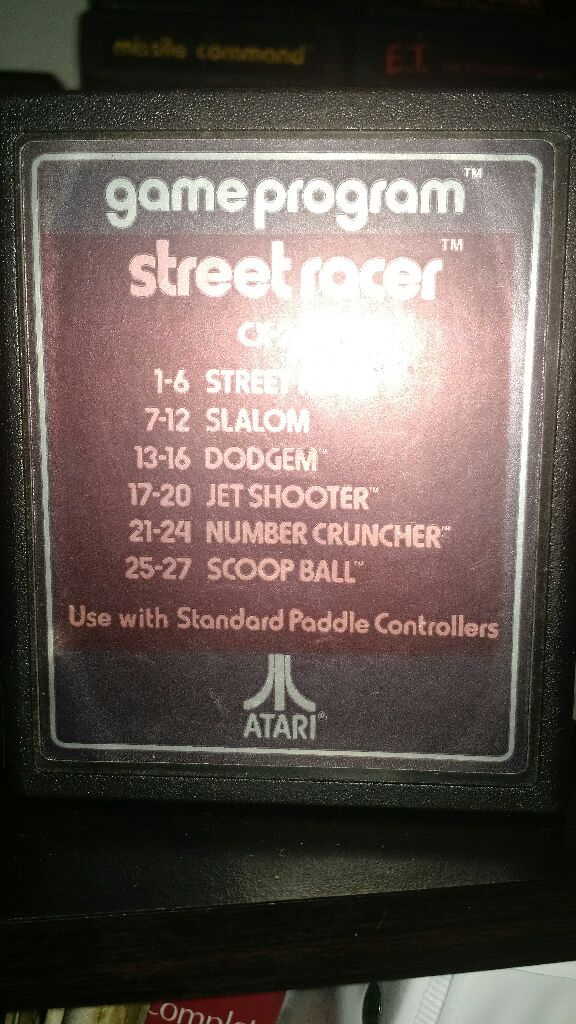 missile command
E.T.
game program™
street racer™
CX-
1-6 STREET
7-12 SLALOM
13-16 DODGEM™
17-20 JET SHOOTER™
21-24 NUMBER CRUNCHER™
25-27 SCOOP BALL™
Use with Standard Paddle Controllers
ATARI®